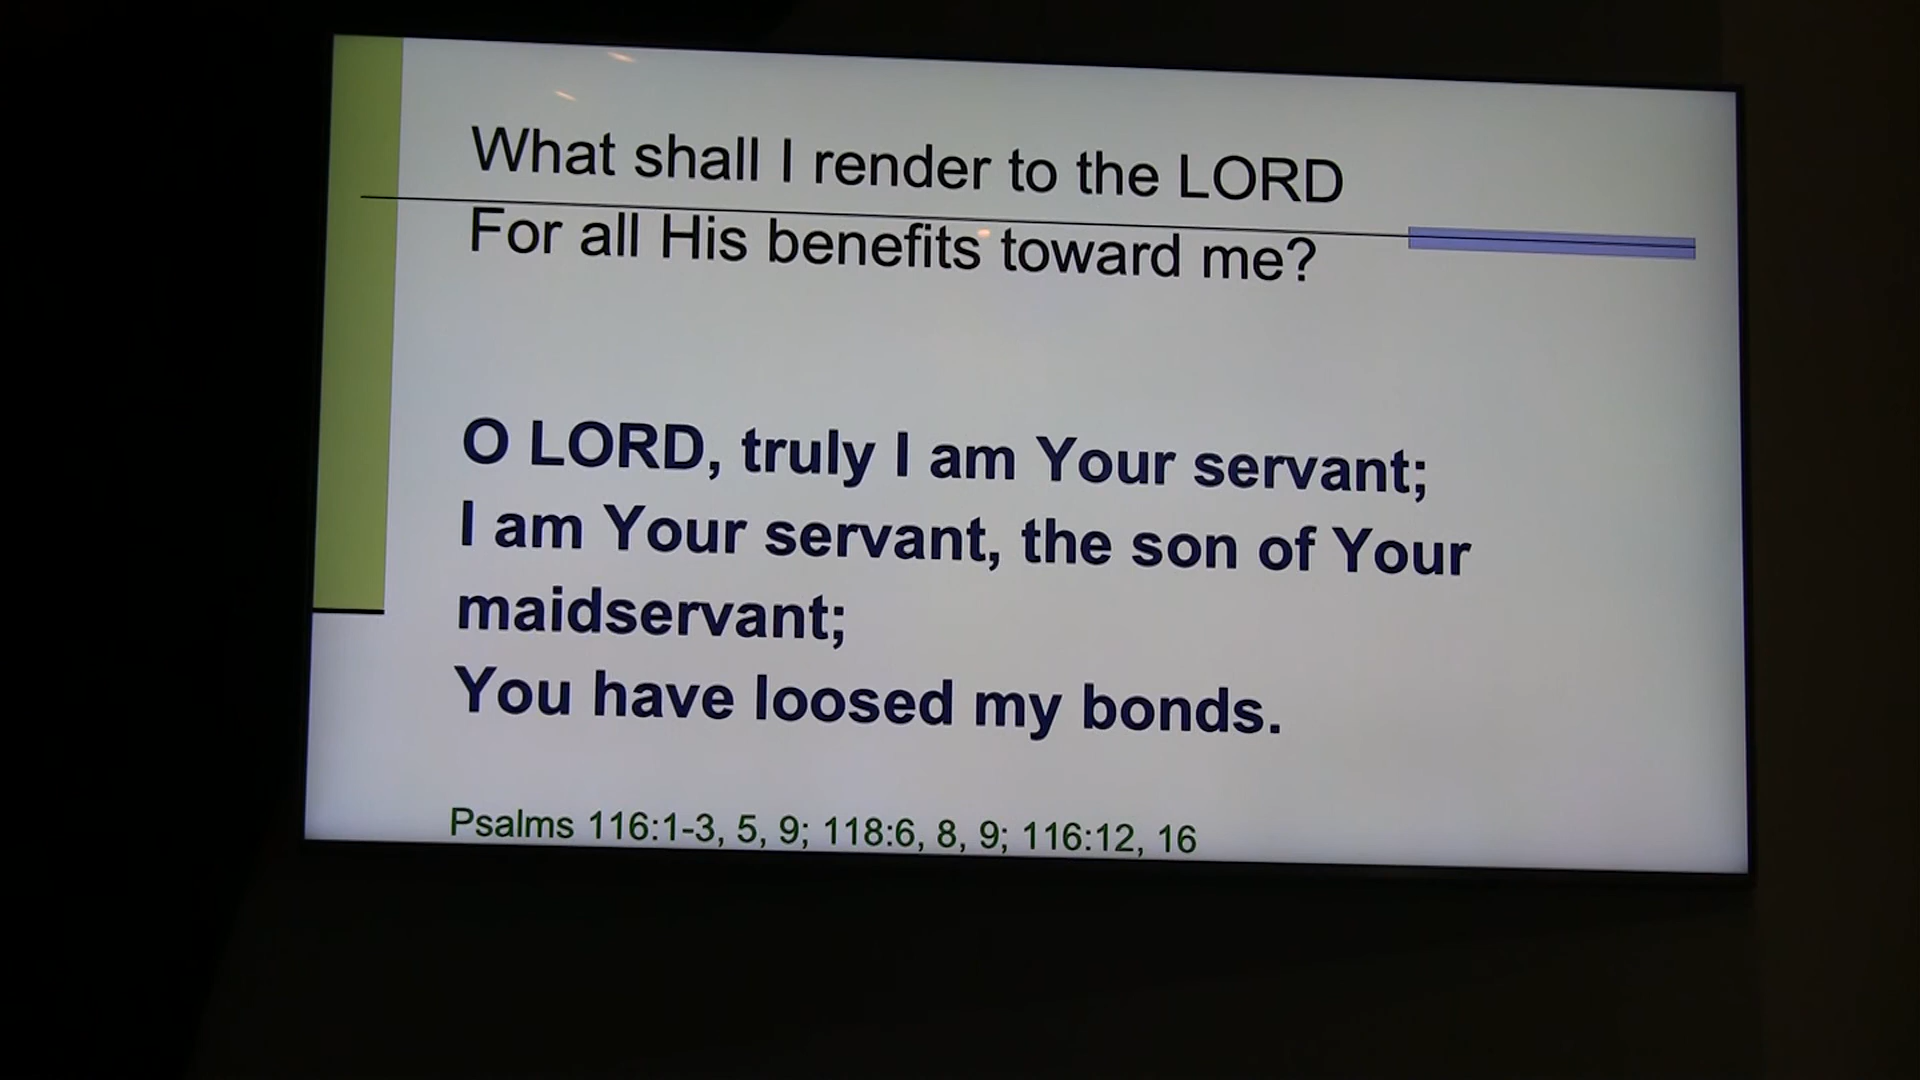 What shall I render to the LORD
For all His benefits toward me?
O LORD, truly I am Your servant;
I am Your servant, the son of Your
maidservant;
You have loosed my bonds.
Psalms 116:1-3, 5, 9; 118:6, 8, 9; 116:12, 16